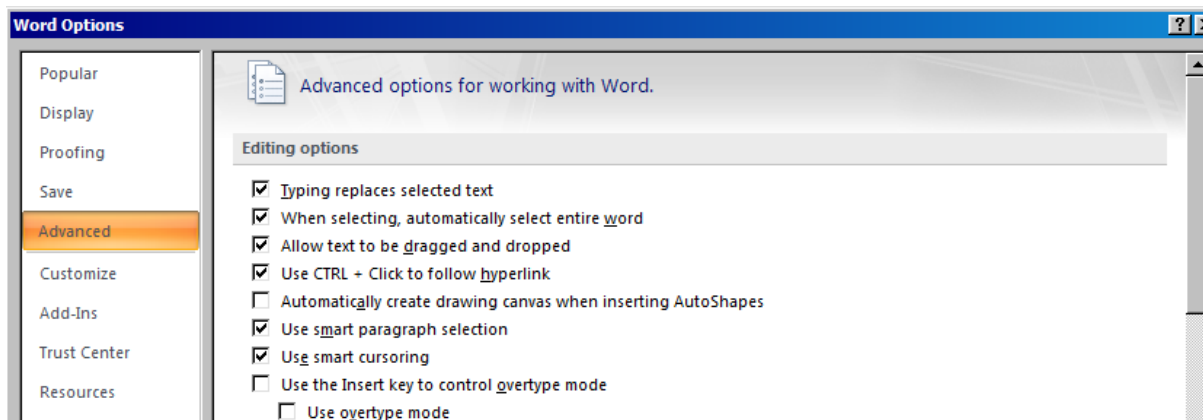 Word Options
Popular
Display
Proofing
Save
Advanced
Customize
Add-Ins
Trust Center
Resources
Advanced options for working with Word.
Editing options
Typing replaces selected text
When selecting, automatically select entire word
Allow text to be dragged and dropped
Use CTRL + Click to follow hyperlink
Automatically create drawing canvas when inserting AutoShapes
Use smart paragraph selection
Use smart cursoring
Use the Insert key to control overtype mode
Use overtype mode